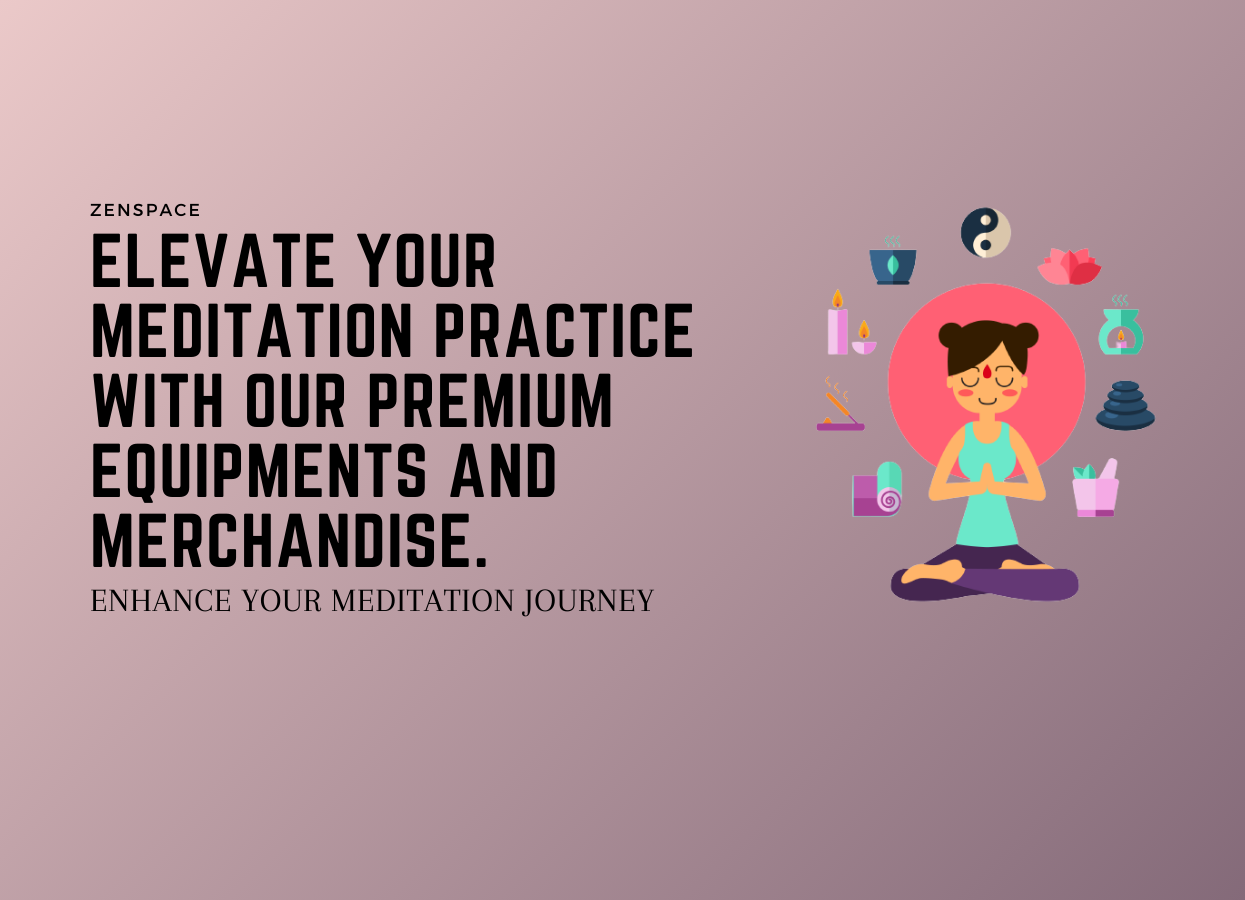 ZENSPACE
ELEVATE YOUR
MEDITATION PRACTICE
WITH OUR PREMIUM
EQUIPMENTS AND
MERCHANDISE.
ENHANCE YOUR MEDITATION JOURNEY